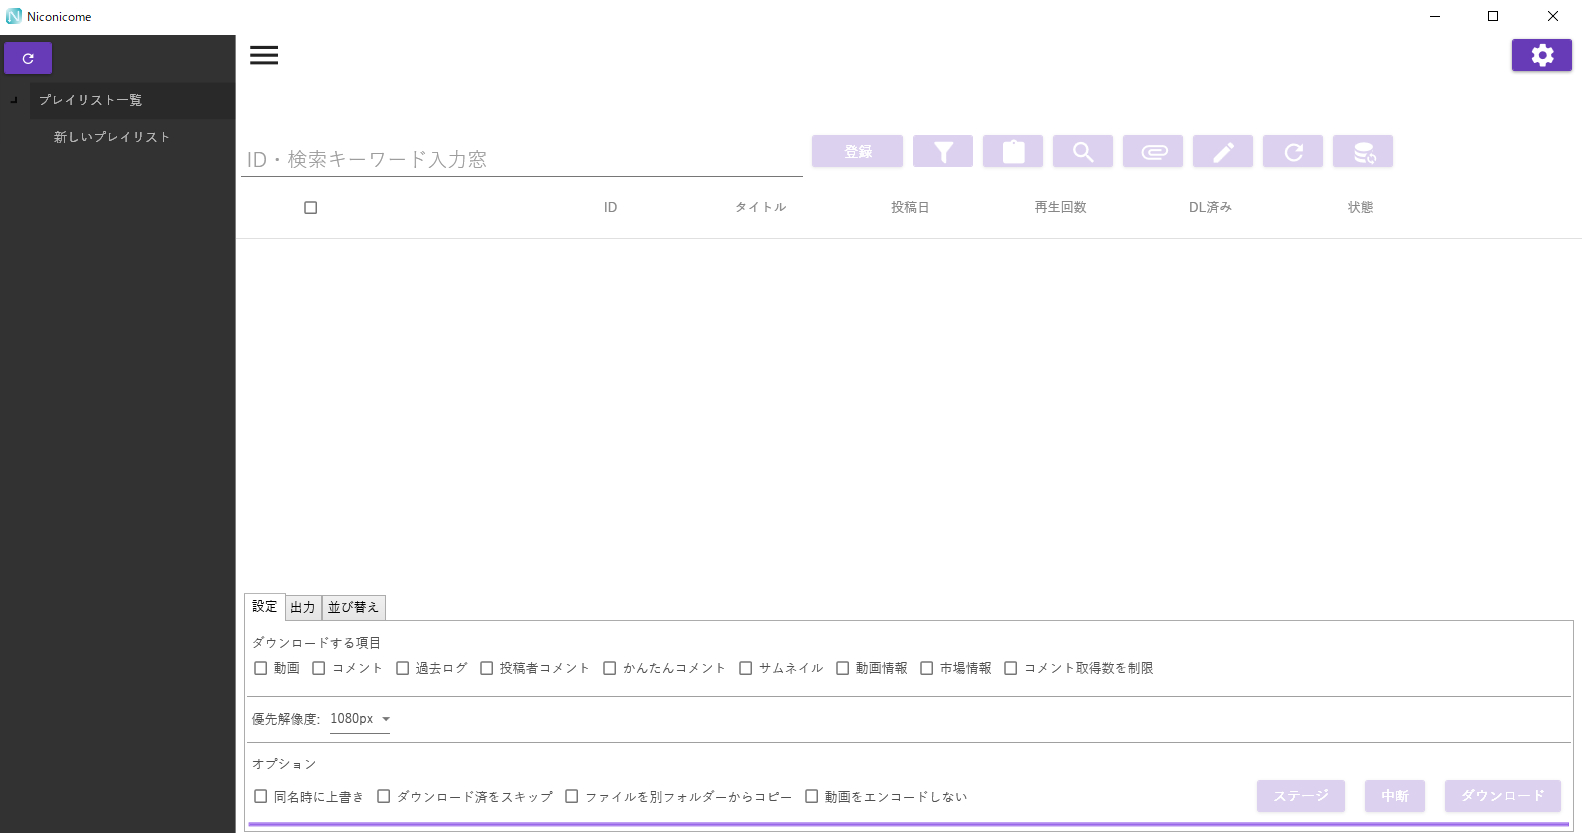 Niconicome
プレイリスト一覧
新しいプレイリスト
ID・検索キーワード入力窓
登録
ID タイトル 投稿日 再生回数 DL済み 状態
設定 出力 並び替え
ダウンロードする項目
動画 コメント 過去ログ 投稿者コメント かんたんコメント サムネイル 動画情報 市場情報 コメント取得数を制限
優先解像度: 1080px
オプション
同名時に上書き ダウンロード済をスキップ ファイルを別フォルダーからコピー 動画をエンコードしない
ステージ 中断 ダウンロード